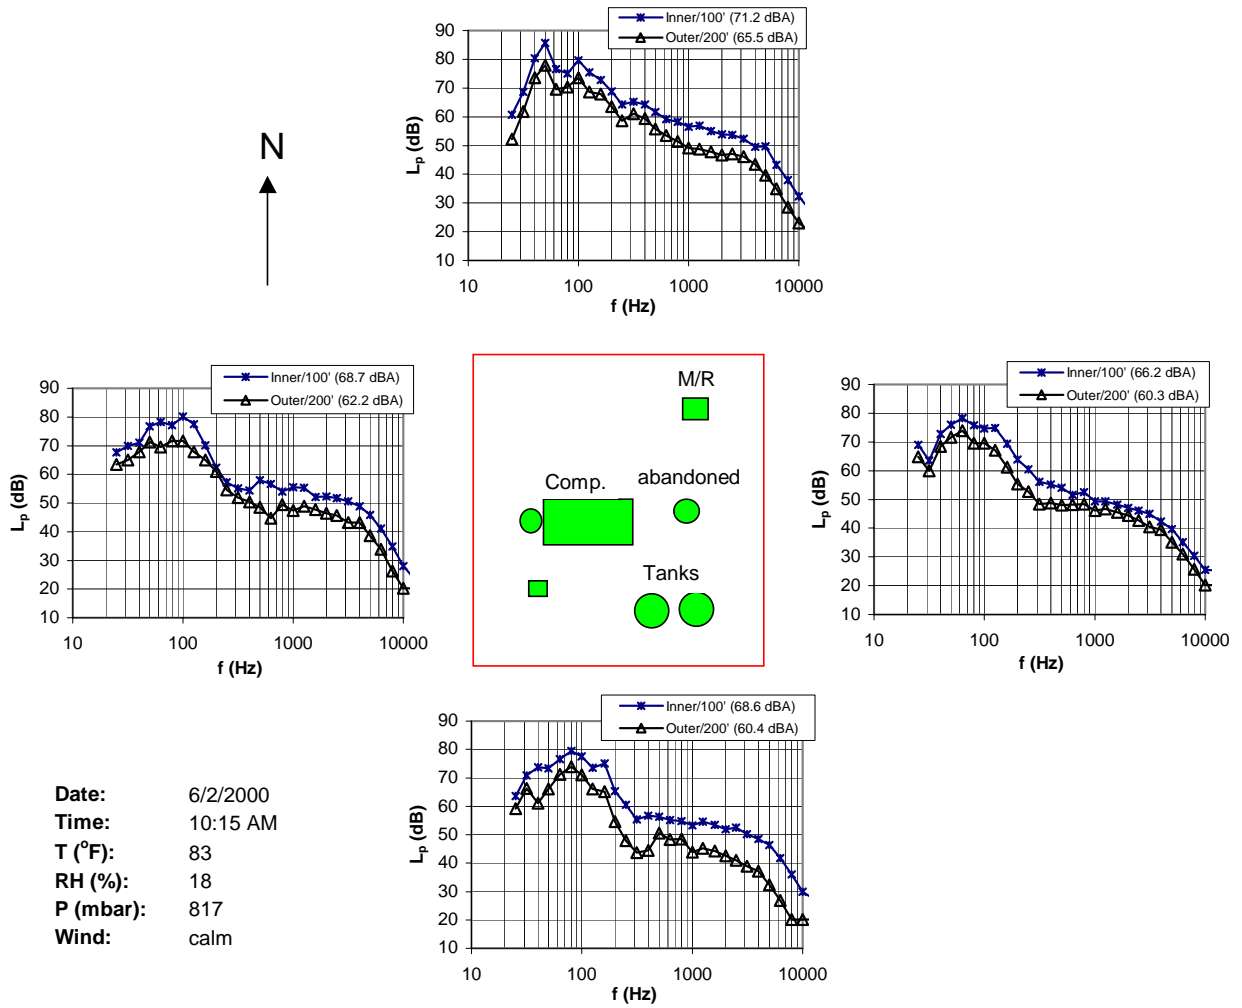 Inner/100' (71.2 dBA)
Outer/200' (65.5 dBA)
90
80
70
60
50
40
30
20
10
Lp (dB)
10 100 1000 10000
f (Hz)
N
Inner/100' (68.7 dBA)
Outer/200' (62.2 dBA)
90
80
70
60
50
40
30
20
10
Lp (dB)
10 100 1000 10000
f (Hz)
M/R
abandoned
Comp.
Tanks
Inner/100' (66.2 dBA)
Outer/200' (60.3 dBA)
90
80
70
60
50
40
30
20
10
Lp (dB)
10 100 1000 10000
f (Hz)
Inner/100' (68.6 dBA)
Outer/200' (60.4 dBA)
90
80
70
60
50
40
30
20
10
Lp (dB)
10 100 1000 10000
f (Hz)
Date: 6/2/2000
Time: 10:15 AM
T (°F): 83
RH (%): 18
P (mbar): 817
Wind: calm